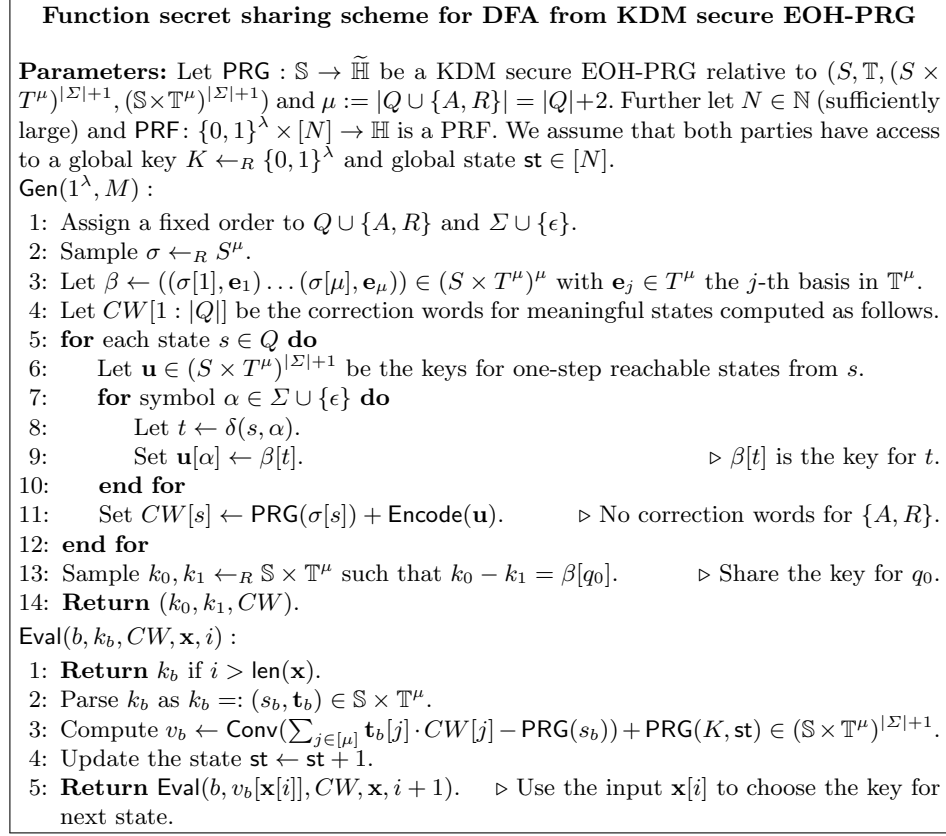 Function secret sharing scheme for DFA from KDM secure EOH-PRG
Parameters: Let PRG : 𝕊 → ℍ̃ be a KDM secure EOH-PRG relative to (S, 𝕋, (S ×
T^μ)^{|Σ|+1}, (𝕊×𝕋^μ)^{|Σ|+1}) and μ := |Q ∪ {A, R}| = |Q|+2. Further let N ∈ ℕ (sufficiently
large) and PRF: {0, 1}^λ × [N] → ℍ is a PRF. We assume that both parties have access
to a global key K ←_R {0, 1}^λ and global state st ∈ [N].
Gen(1^λ, M) :
1: Assign a fixed order to Q ∪ {A, R} and Σ ∪ {ϵ}.
2: Sample σ ←_R S^μ.
3: Let β ← ((σ[1], e_1) . . . (σ[μ], e_μ)) ∈ (S × T^μ)^μ with e_j ∈ T^μ the j-th basis in 𝕋^μ.
4: Let CW[1 : |Q|] be the correction words for meaningful states computed as follows.
5: for each state s ∈ Q do
6: Let u ∈ (S × T^μ)^{|Σ|+1} be the keys for one-step reachable states from s.
7: for symbol α ∈ Σ ∪ {ϵ} do
8: Let t ← δ(s, α).
9: Set u[α] ← β[t]. ▷ β[t] is the key for t.
10: end for
11: Set CW[s] ← PRG(σ[s]) + Encode(u). ▷ No correction words for {A, R}.
12: end for
13: Sample k_0, k_1 ←_R 𝕊 × 𝕋^μ such that k_0 − k_1 = β[q_0]. ▷ Share the key for q_0.
14: Return (k_0, k_1, CW).
Eval(b, k_b, CW, x, i) :
1: Return k_b if i > len(x).
2: Parse k_b as k_b =: (s_b, t_b) ∈ 𝕊 × 𝕋^μ.
3: Compute v_b ← Conv(∑_{j∈[μ]} t_b[j] · CW[j] − PRG(s_b)) + PRG(K, st) ∈ (𝕊 × 𝕋^μ)^{|Σ|+1}.
4: Update the state st ← st + 1.
5: Return Eval(b, v_b[x[i]], CW, x, i + 1). ▷ Use the input x[i] to choose the key for
next state.